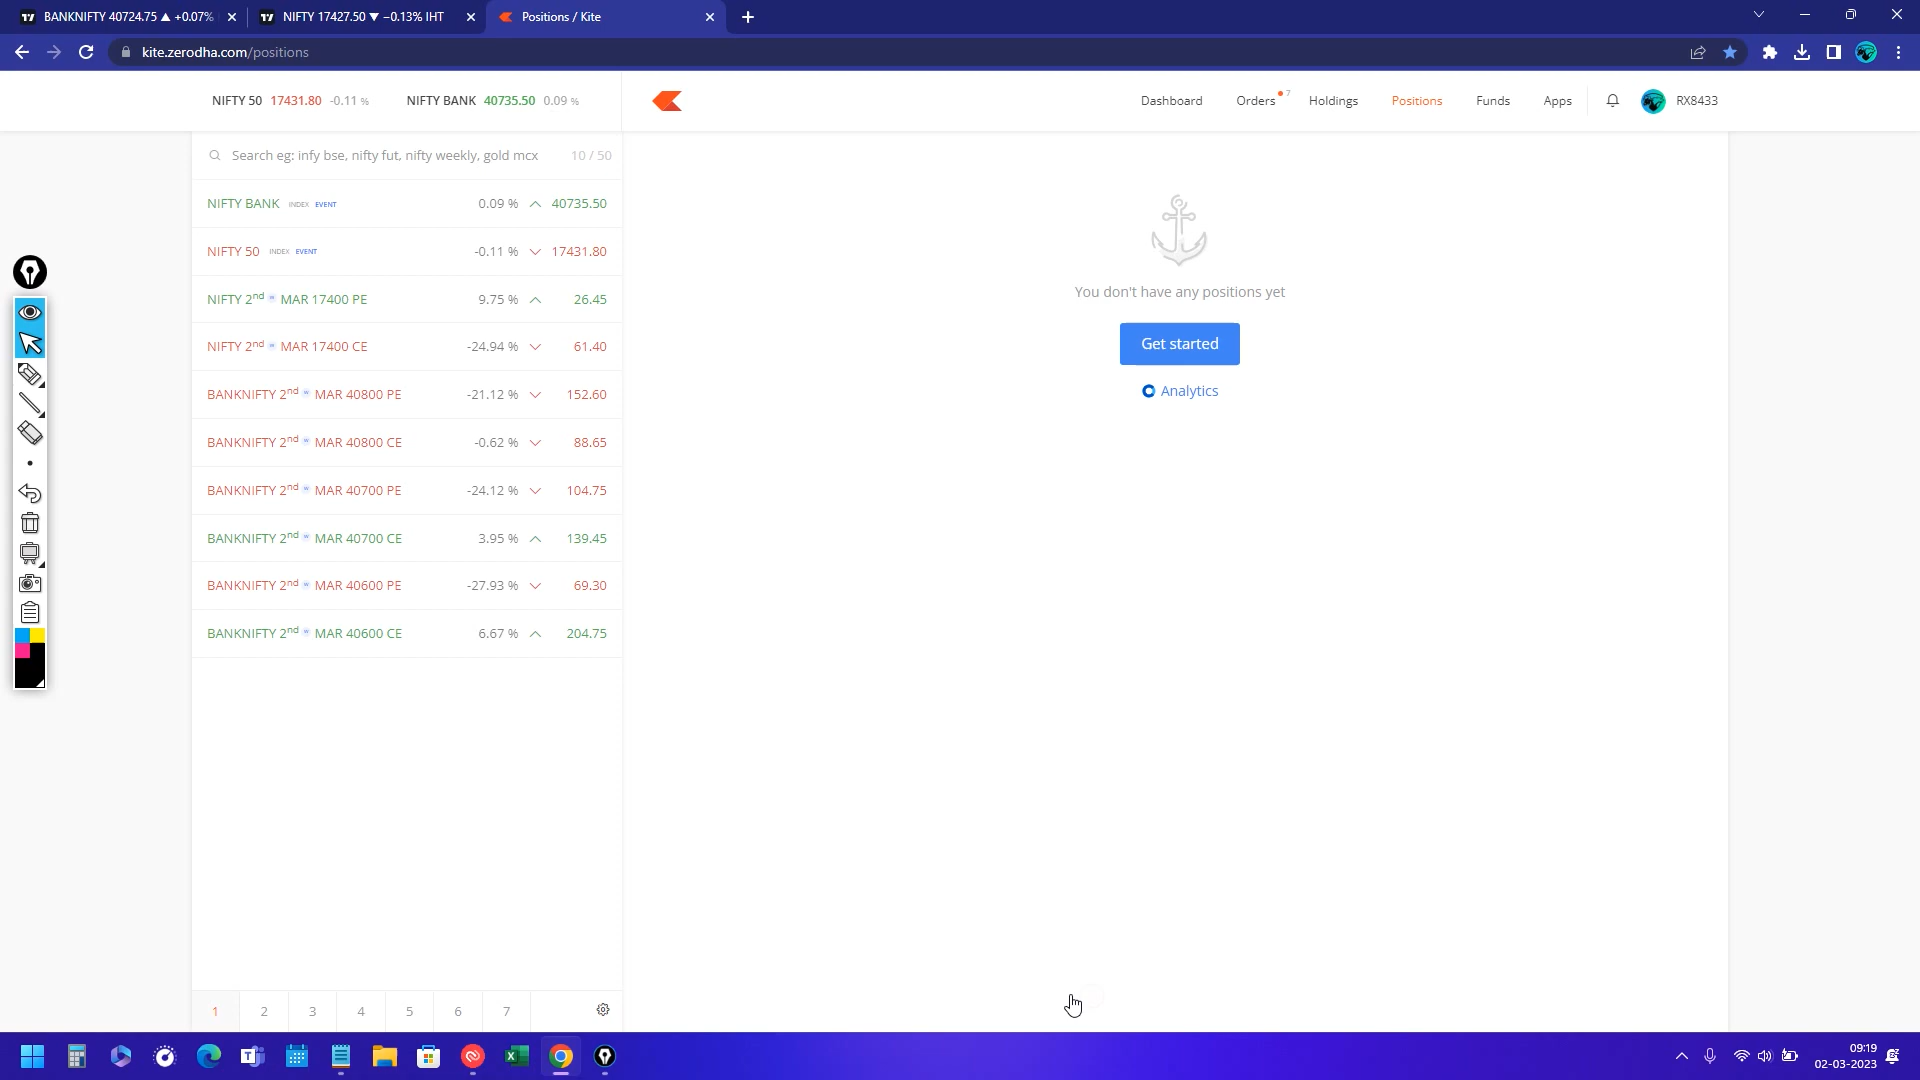 BANKNIFTY 40724.75 ▲ +0.07%
NIFTY 17427.50 ▼ −0.13% IHT
Positions / Kite
kite.zerodha.com/positions
NIFTY 50 17431.80 -0.11 %
NIFTY BANK 40735.50 0.09 %
Dashboard
Orders 7
Holdings
Positions
Funds
Apps
RX8433
Search eg: infy bse, nifty fut, nifty weekly, gold mcx
10 / 50
NIFTY BANK INDEX EVENT 0.09 % 40735.50
NIFTY 50 INDEX EVENT -0.11 % 17431.80
NIFTY 2nd w MAR 17400 PE 9.75 % 26.45
NIFTY 2nd w MAR 17400 CE -24.94 % 61.40
BANKNIFTY 2nd w MAR 40800 PE -21.12 % 152.60
BANKNIFTY 2nd w MAR 40800 CE -0.62 % 88.65
BANKNIFTY 2nd w MAR 40700 PE -24.12 % 104.75
BANKNIFTY 2nd w MAR 40700 CE 3.95 % 139.45
BANKNIFTY 2nd w MAR 40600 PE -27.93 % 69.30
BANKNIFTY 2nd w MAR 40600 CE 6.67 % 204.75
You don't have any positions yet
Get started
Analytics
1 2 3 4 5 6 7
09:19
02-03-2023